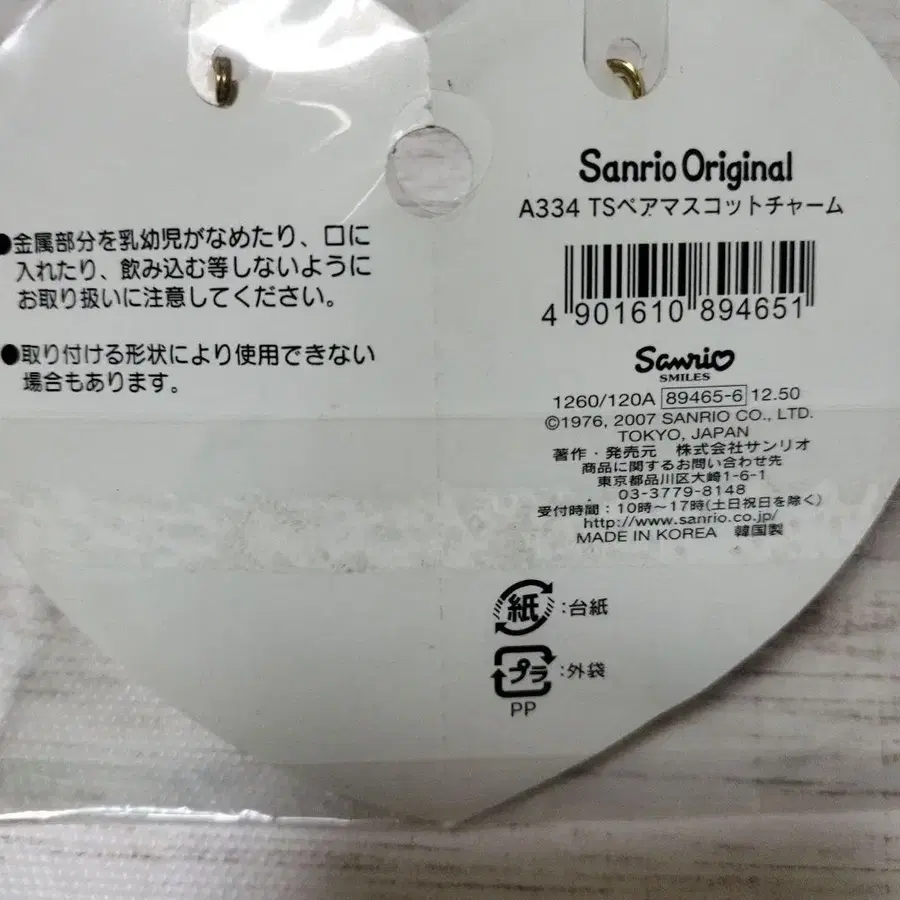 ●金属部分を乳幼児がなめたり、口に
入れたり、飲み込む等しないように
お取り扱いに注意してください。
●取り付ける形状により使用できない
場合もあります。
Sanrio Original
A334 TSペアマスコットチャーム
4 901610 894651
Sanrio
SMILES
1260/120A 89465-6 12.50
©1976, 2007 SANRIO CO., LTD.
TOKYO, JAPAN
著作・発売元 株式会社サンリオ
商品に関するお問い合わせ先
東京都品川区大崎1-6-1
03-3779-8148
受付時間:10時~17時(土日祝日を除く)
http://www.sanrio.co.jp/
MADE IN KOREA 韓国製
紙:台紙
プラ:外袋
PP